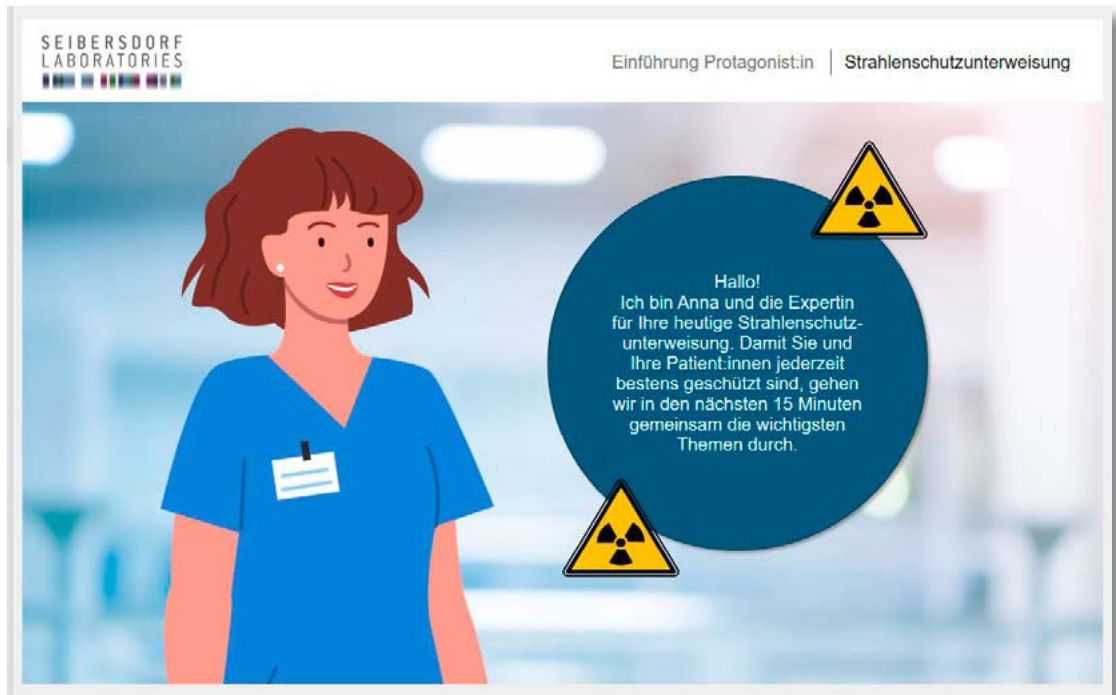 SEIBERSDORF
LABORATORIES
Einführung Protagonist:in | Strahlenschutzunterweisung
Hallo!
Ich bin Anna und die Expertin
für Ihre heutige Strahlenschutz-
unterweisung. Damit Sie und
Ihre Patient:innen jederzeit
bestens geschützt sind, gehen
wir in den nächsten 15 Minuten
gemeinsam die wichtigsten
Themen durch.